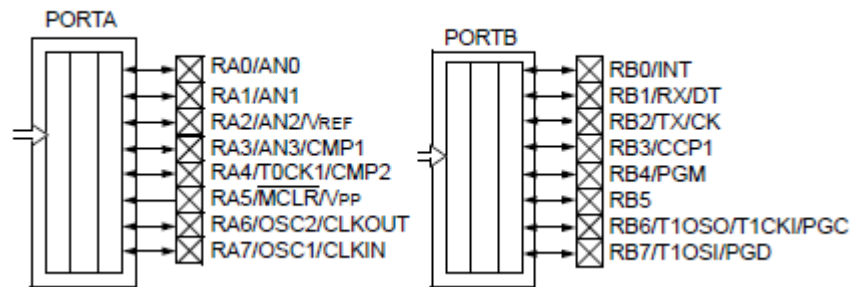 PORTA
RA0/AN0
RA1/AN1
RA2/AN2/VREF
RA3/AN3/CMP1
RA4/T0CK1/CMP2
RA5/MCLR/VPP
RA6/OSC2/CLKOUT
RA7/OSC1/CLKIN
PORTB
RB0/INT
RB1/RX/DT
RB2/TX/CK
RB3/CCP1
RB4/PGM
RB5
RB6/T1OSO/T1CKI/PGC
RB7/T1OSI/PGD